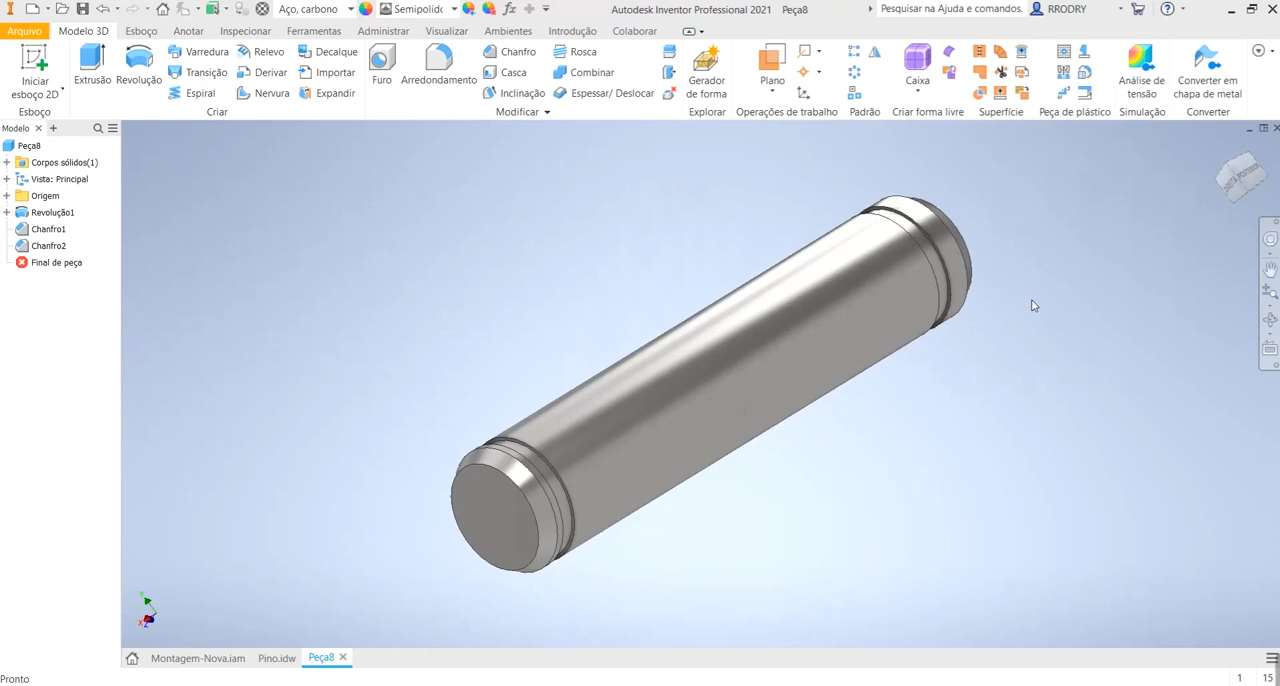 Aço, carbono
Semipolido
fx
Autodesk Inventor Professional 2021 Peça8
Pesquisar na Ajuda e comandos.
RRODRY
Arquivo Modelo 3D Esboço Anotar Inspecionar Ferramentas Administrar Visualizar Ambientes Introdução Colaborar
Iniciar
esboço 2D
Esboço
Extrusão
Revolução
Varredura
Transição
Espiral
Relevo
Derivar
Nervura
Decalque
Importar
Expandir
Criar
Furo
Arredondamento
Chanfro
Casca
Inclinação
Rosca
Combinar
Espessar/ Deslocar
Modificar
Gerador
de forma
Explorar
Plano
Operações de trabalho
Padrão
Caixa
Criar forma livre
Superfície
Peça de plástico
Análise de
tensão
Simulação
Converter em
chapa de metal
Converter
Modelo
Peça8
Corpos sólidos(1)
Vista: Principal
Origem
Revolução1
Chanfro1
Chanfro2
Final de peça
Y
X
Z
Montagem-Nova.iam Pino.idw Peça8
Pronto
1 15